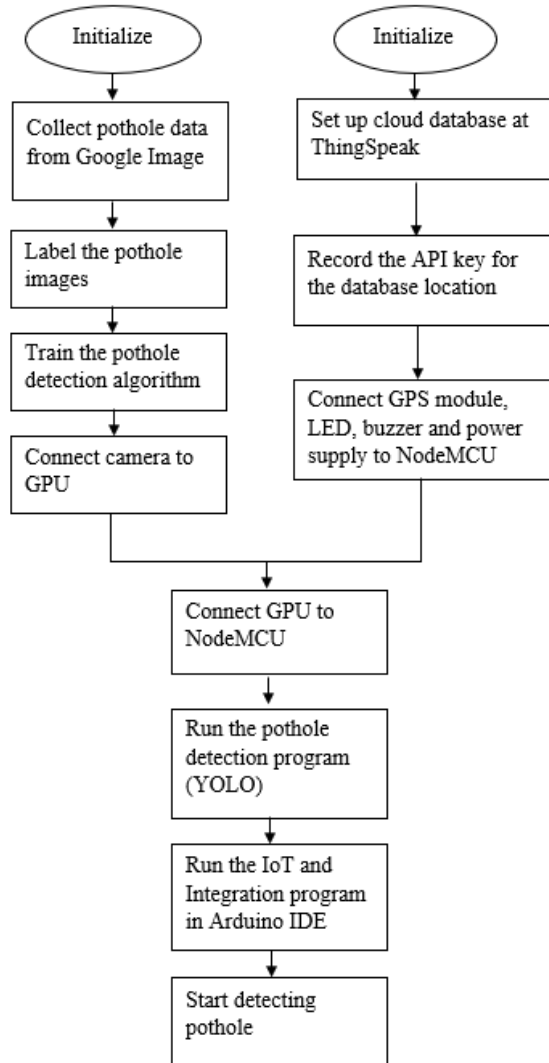 Initialize
Collect pothole data
from Google Image
Label the pothole
images
Train the pothole
detection algorithm
Connect camera to
GPU
Initialize
Set up cloud database at
ThingSpeak
Record the API key for
the database location
Connect GPS module,
LED, buzzer and power
supply to NodeMCU
Connect GPU to
NodeMCU
Run the pothole
detection program
(YOLO)
Run the IoT and
Integration program
in Arduino IDE
Start detecting
pothole